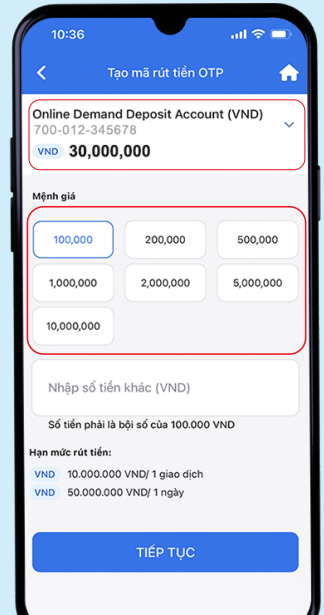 10:36
Tạo mã rút tiền OTP
Online Demand Deposit Account (VND)
700-012-345678
VND 30,000,000
Mệnh giá
100,000 200,000 500,000
1,000,000 2,000,000 5,000,000
10,000,000
Nhập số tiền khác (VND)
Số tiền phải là bội số của 100.000 VND
Hạn mức rút tiền:
VND 10.000.000 VND/ 1 giao dịch
VND 50.000.000 VND/ 1 ngày
TIẾP TỤC